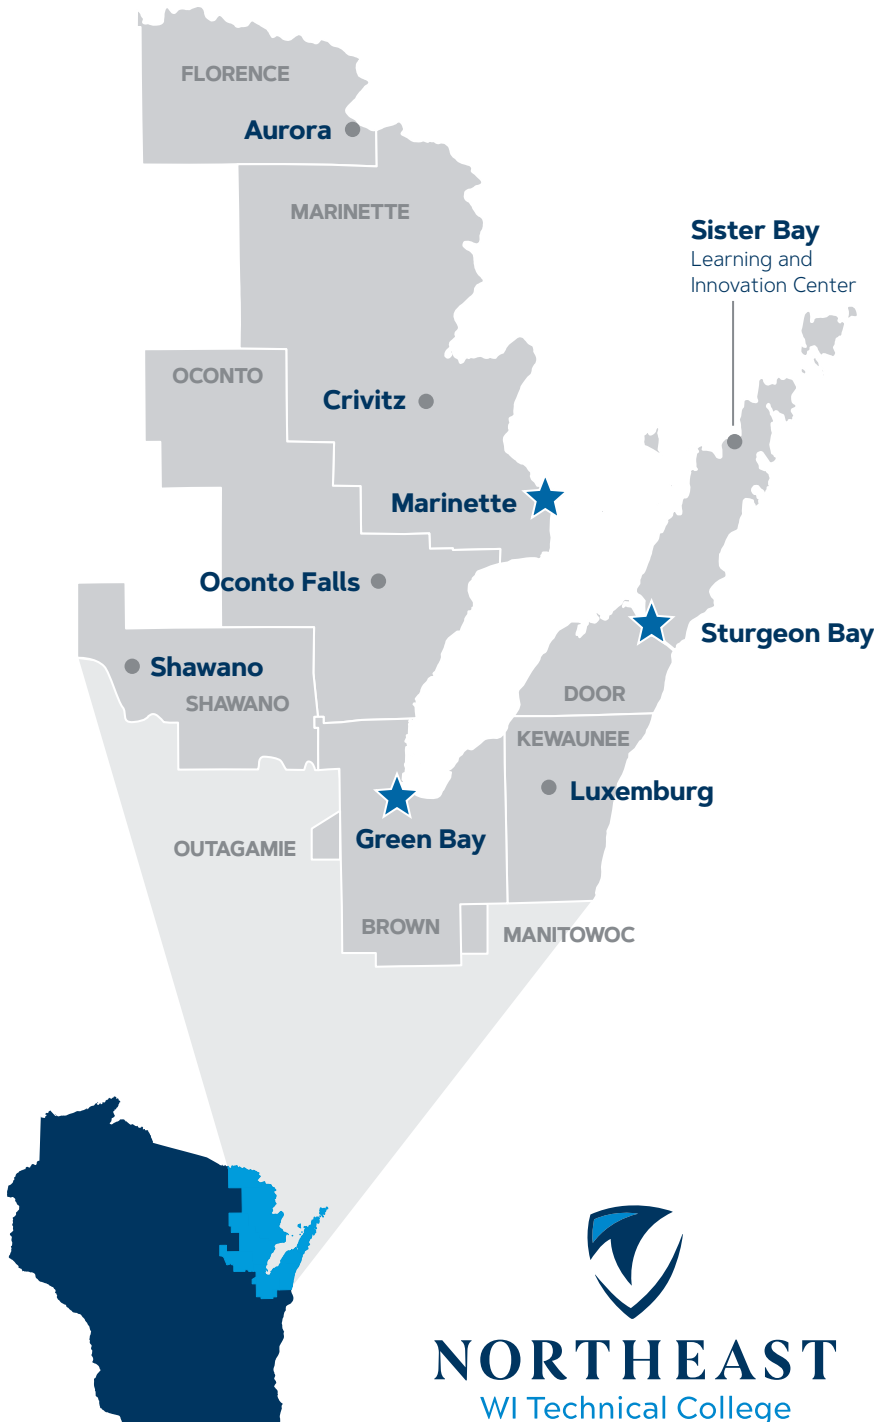 FLORENCE
Aurora
MARINETTE
Sister Bay
Learning and
Innovation Center
OCONTO
Crivitz
Marinette
Oconto Falls
Sturgeon Bay
Shawano
SHAWANO
DOOR
KEWAUNEE
Luxemburg
Green Bay
OUTAGAMIE
BROWN
MANITOWOC
NORTHEAST
WI Technical College